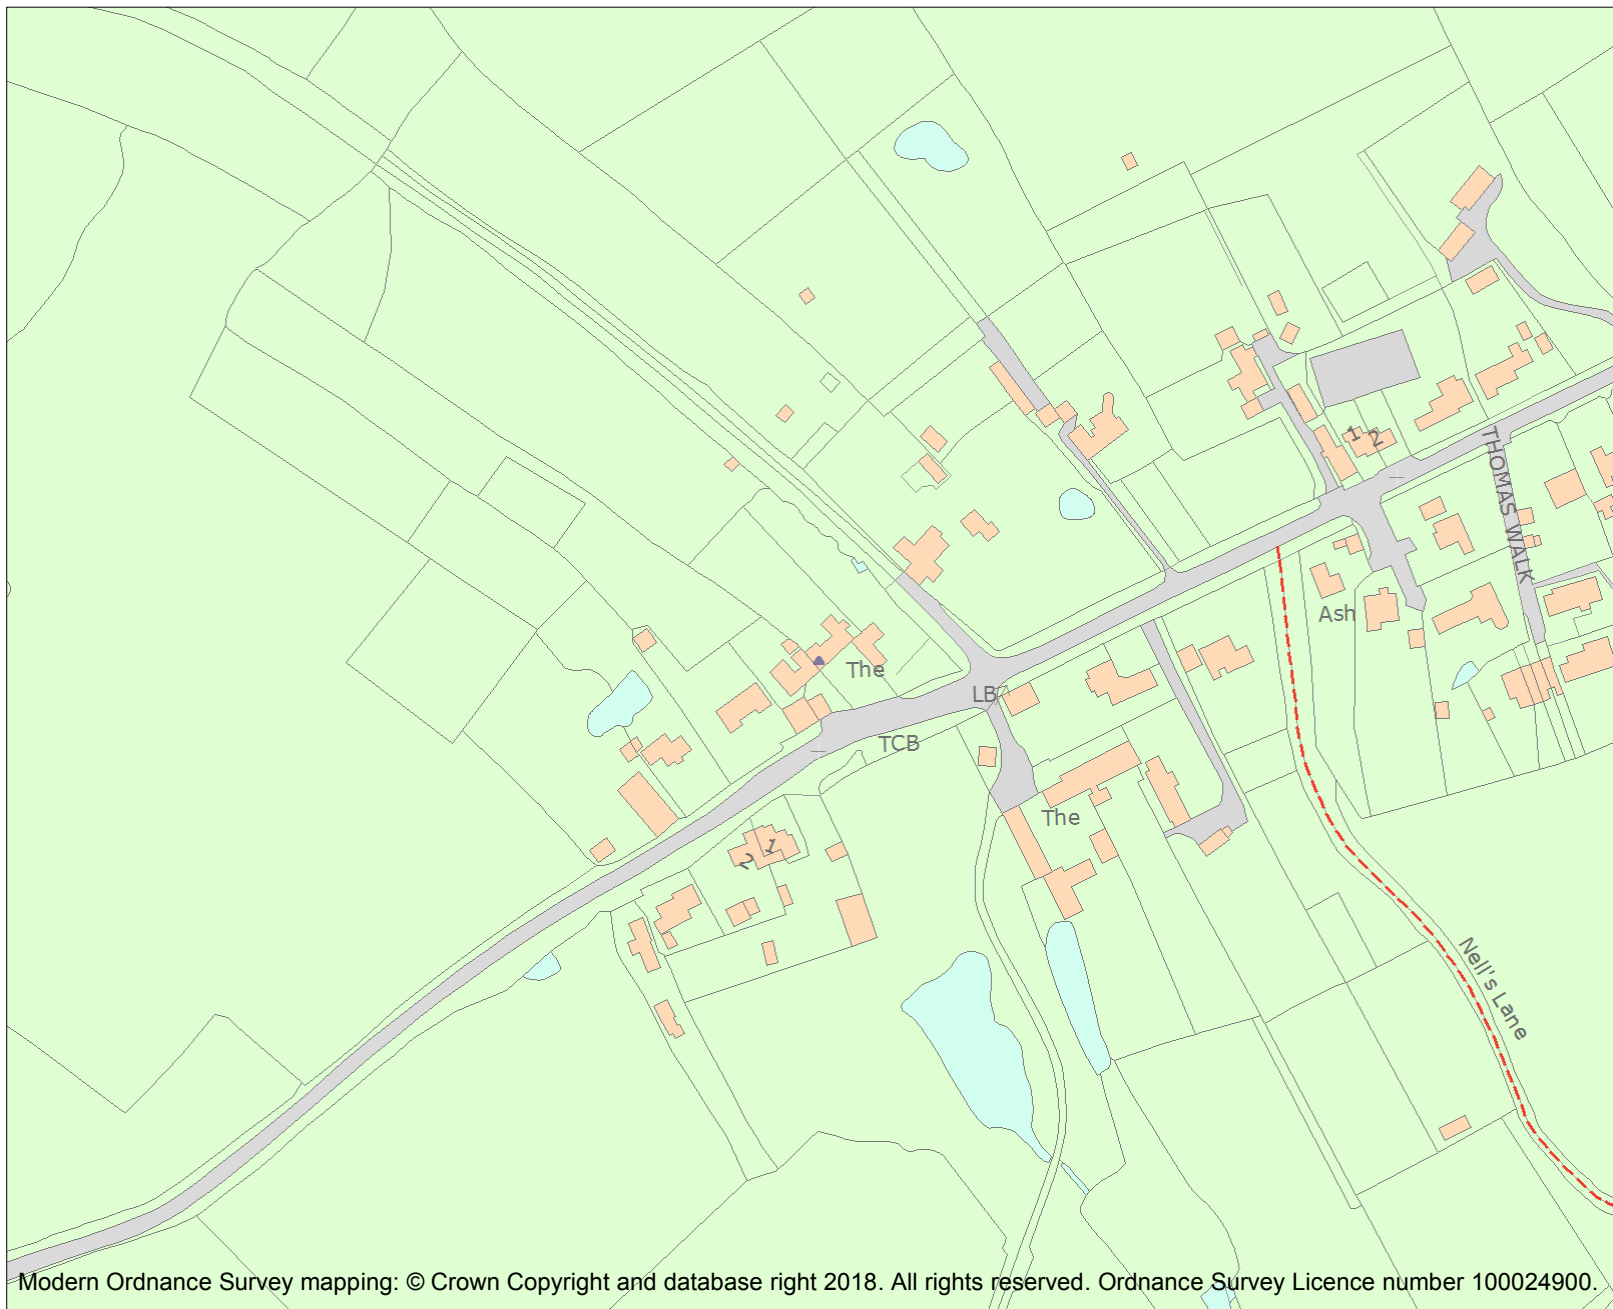 1
2
THOMAS WALK
Ash
The
LB
TCB
The
1
2
Nell's Lane
Modern Ordnance Survey mapping: © Crown Copyright and database right 2018. All rights reserved. Ordnance Survey Licence number 100024900.